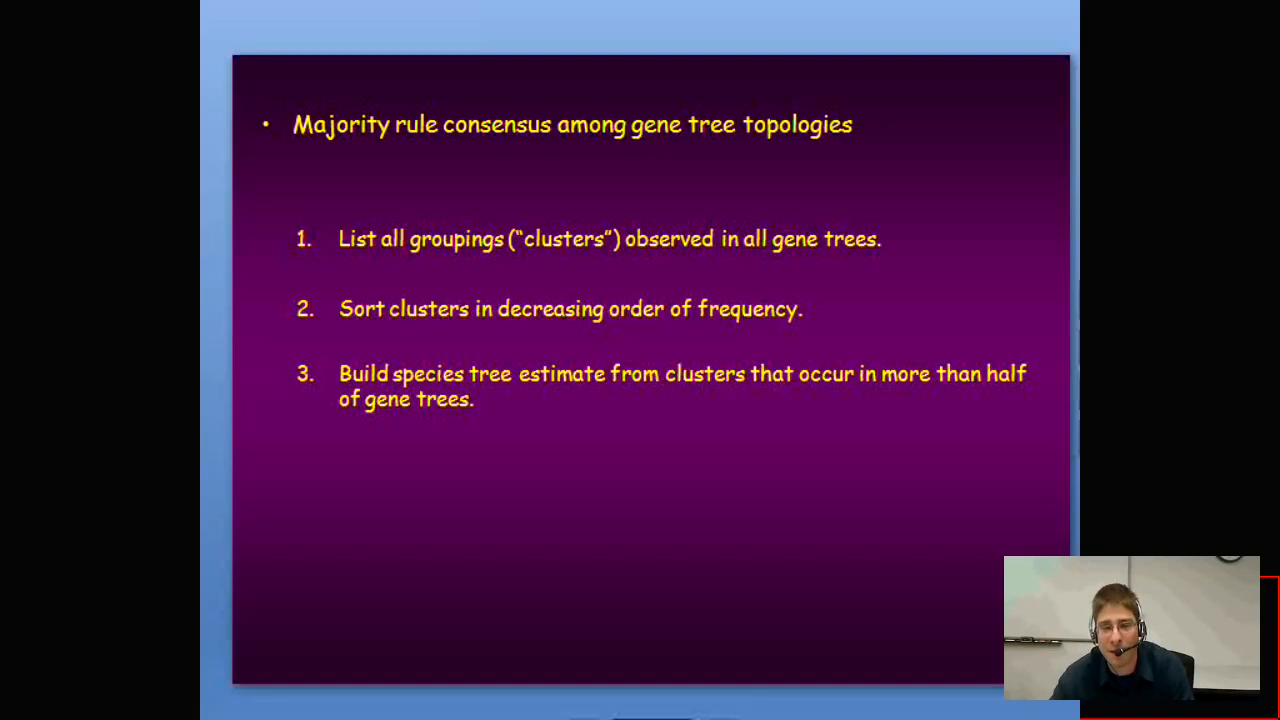 • Majority rule consensus among gene tree topologies
1. List all groupings (“clusters”) observed in all gene trees.
2. Sort clusters in decreasing order of frequency.
3. Build species tree estimate from clusters that occur in more than half
of gene trees.